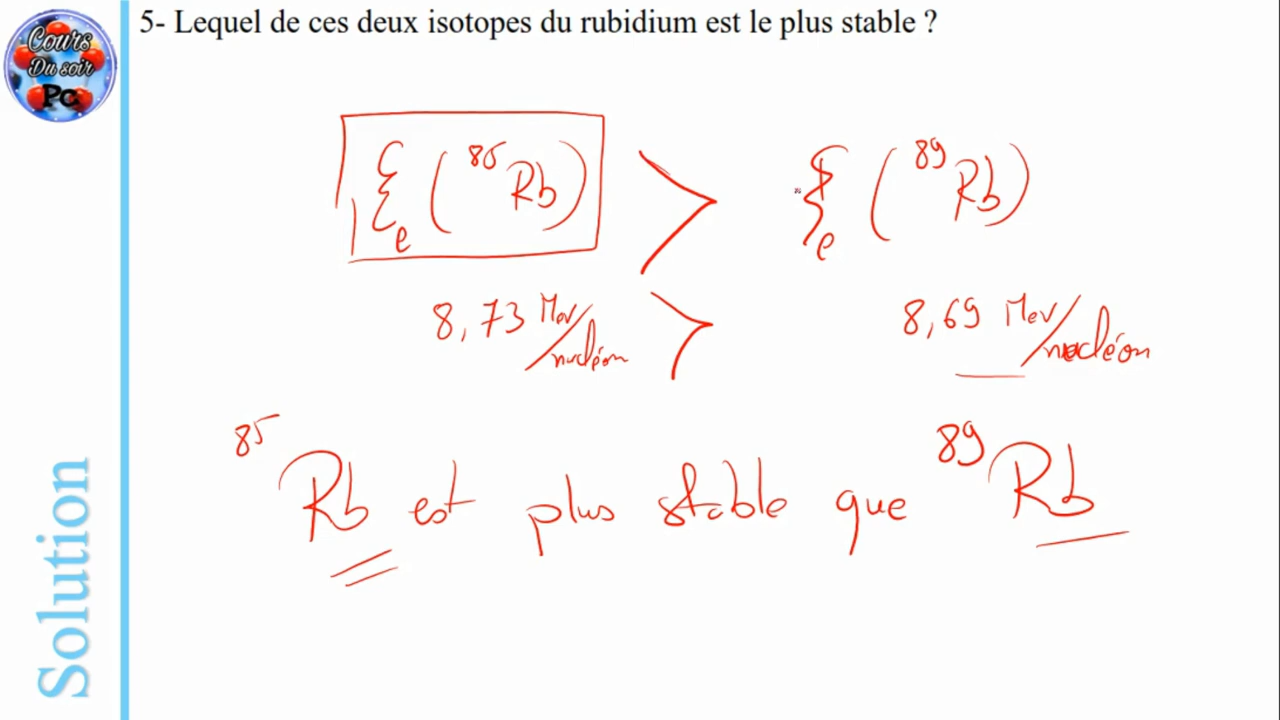 Cours
Du soir
PC
5- Lequel de ces deux isotopes du rubidium est le plus stable ?
ξe (⁸⁵Rb) > ξe (⁸⁹Rb)
8,73 Mev/nucléon > 8,69 Mev/nucléon
⁸⁵Rb est plus stable que ⁸⁹Rb
Solution